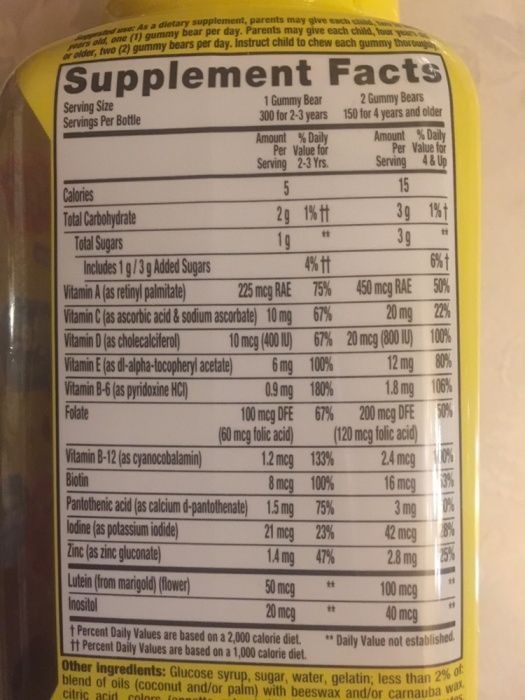 Suggested use: As a dietary supplement, parents may give each child, two
years old, one (1) gummy bear per day. Parents may give each child, four years
or older, two (2) gummy bears per day. Instruct child to chew each gummy thoroughly
Supplement Facts
Serving Size 1 Gummy Bear 2 Gummy Bears
Servings Per Bottle 300 for 2-3 years 150 for 4 years and older
Amount % Daily Amount % Daily
Per Value for Per Value for
Serving 2-3 Yrs. Serving 4 & Up
Calories 5 15
Total Carbohydrate 2 g 1% †† 3 g 1% †
Total Sugars 1 g ** 3 g **
Includes 1 g / 3 g Added Sugars 4% †† 6% †
Vitamin A (as retinyl palmitate) 225 mcg RAE 75% 450 mcg RAE 50%
Vitamin C (as ascorbic acid & sodium ascorbate) 10 mg 67% 20 mg 22%
Vitamin D (as cholecalciferol) 10 mcg (400 IU) 67% 20 mcg (800 IU) 100%
Vitamin E (as dl-alpha-tocopheryl acetate) 6 mg 100% 12 mg 80%
Vitamin B-6 (as pyridoxine HCl) 0.9 mg 180% 1.8 mg 106%
Folate 100 mcg DFE 67% 200 mcg DFE 50%
(60 mcg folic acid) (120 mcg folic acid)
Vitamin B-12 (as cyanocobalamin) 1.2 mcg 133% 2.4 mcg
Biotin 8 mcg 100% 16 mcg
Pantothenic acid (as calcium d-pantothenate) 1.5 mg 75% 3 mg
Iodine (as potassium iodide) 21 mcg 23% 42 mcg
Zinc (as zinc gluconate) 1.4 mg 47% 2.8 mg 25%
Lutein (from marigold) (flower) 50 mcg ** 100 mcg **
Inositol 20 mcg ** 40 mcg **
† Percent Daily Values are based on a 2,000 calorie diet. ** Daily Value not established.
†† Percent Daily Values are based on a 1,000 calorie diet.
Other Ingredients: Glucose syrup, sugar, water, gelatin; less than 2% of:
blend of oils (coconut and/or palm) with beeswax and/or carnauba wax,
citric acid, colors